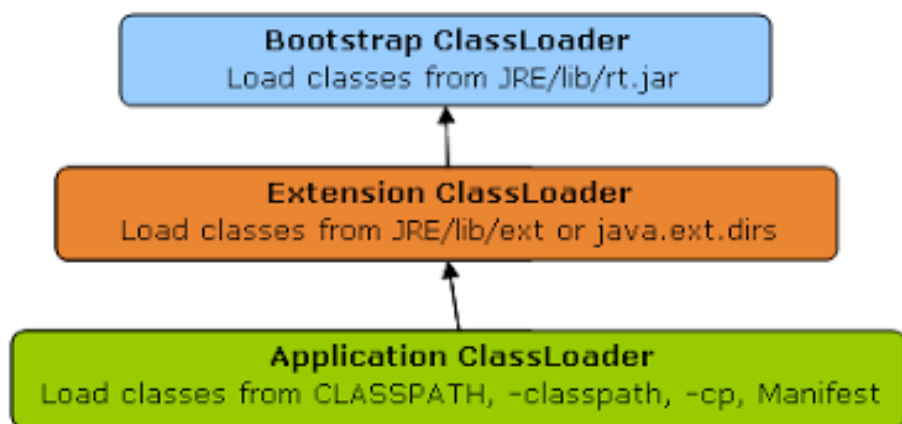 Bootstrap ClassLoader
Load classes from JRE/lib/rt.jar
Extension ClassLoader
Load classes from JRE/lib/ext or java.ext.dirs
Application ClassLoader
Load classes from CLASSPATH, -classpath, -cp, Manifest